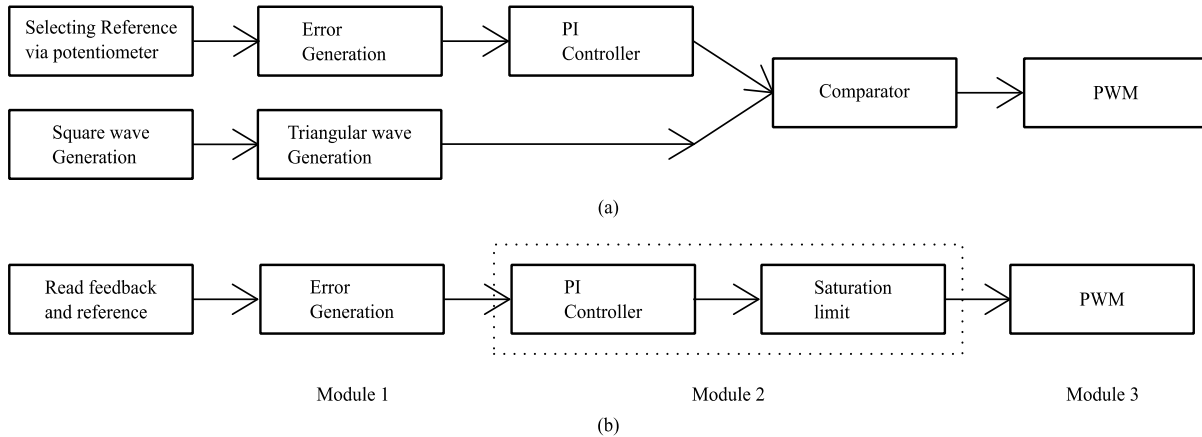 Selecting Reference
via potentiometer
Error
Generation
PI
Controller
Comparator
PWM
Square wave
Generation
Triangular wave
Generation
(a)
Read feedback
and reference
Error
Generation
PI
Controller
Saturation
limit
PWM
Module 1
Module 2
Module 3
(b)